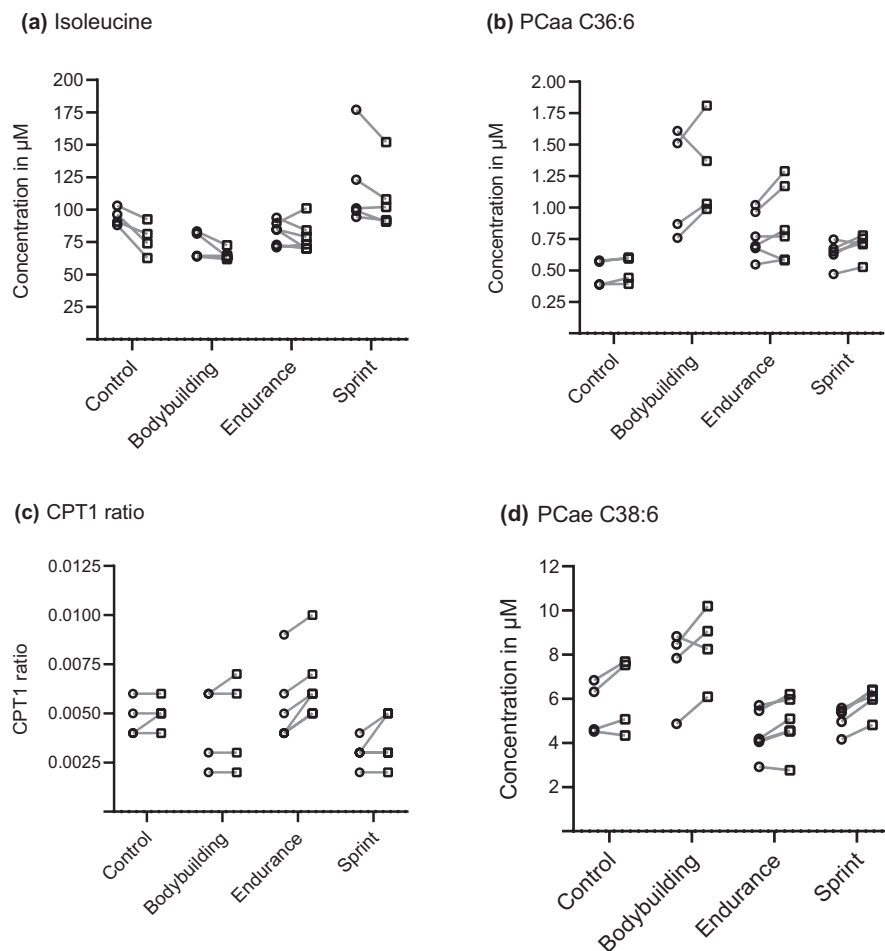 (a) Isoleucine
Concentration in µM
200
175
150
125
100
75
50
25
Control
Bodybuilding
Endurance
Sprint
(b) PCaa C36:6
Concentration in µM
2.00
1.75
1.50
1.25
1.00
0.75
0.50
0.25
Control
Bodybuilding
Endurance
Sprint
(c) CPT1 ratio
CPT1 ratio
0.0125
0.0100
0.0075
0.0050
0.0025
Control
Bodybuilding
Endurance
Sprint
(d) PCae C38:6
Concentration in µM
12
10
8
6
4
2
Control
Bodybuilding
Endurance
Sprint